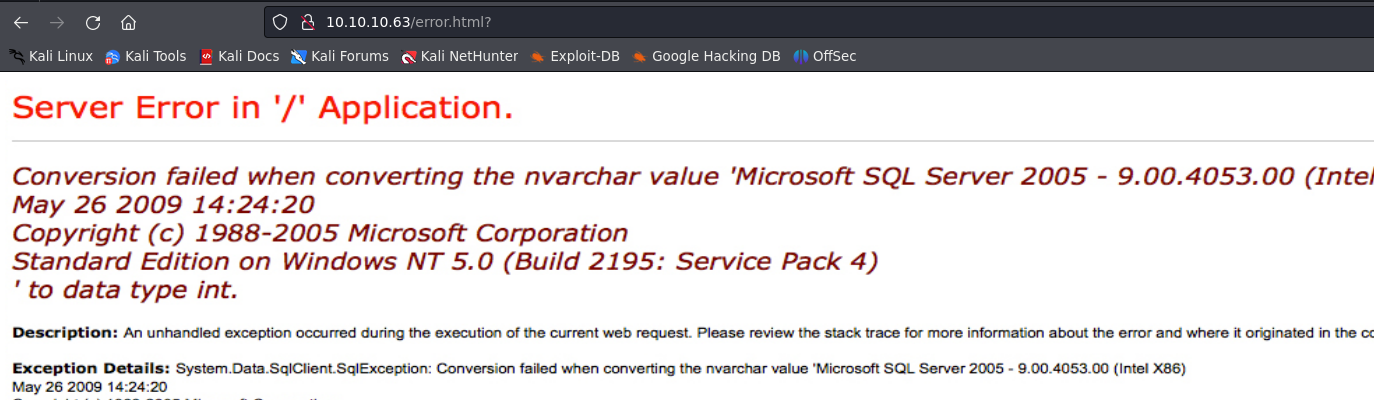 10.10.10.63/error.html?
Kali Linux Kali Tools Kali Docs Kali Forums Kali NetHunter Exploit-DB Google Hacking DB OffSec
Server Error in '/' Application.
Conversion failed when converting the nvarchar value 'Microsoft SQL Server 2005 - 9.00.4053.00 (Intel
May 26 2009 14:24:20
Copyright (c) 1988-2005 Microsoft Corporation
Standard Edition on Windows NT 5.0 (Build 2195: Service Pack 4)
' to data type int.
Description: An unhandled exception occurred during the execution of the current web request. Please review the stack trace for more information about the error and where it originated in the
Exception Details: System.Data.SqlClient.SqlException: Conversion failed when converting the nvarchar value 'Microsoft SQL Server 2005 - 9.00.4053.00 (Intel X86)
May 26 2009 14:24:20